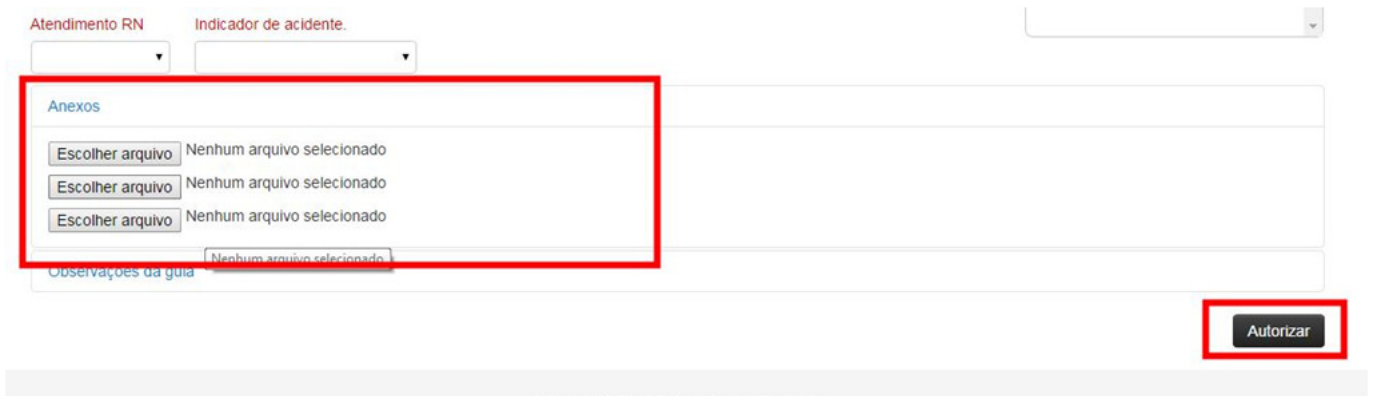 Atendimento RN Indicador de acidente.
Anexos
Escolher arquivo Nenhum arquivo selecionado
Escolher arquivo Nenhum arquivo selecionado
Escolher arquivo Nenhum arquivo selecionado
Nenhum arquivo selecionado
Observações da guia
Autorizar